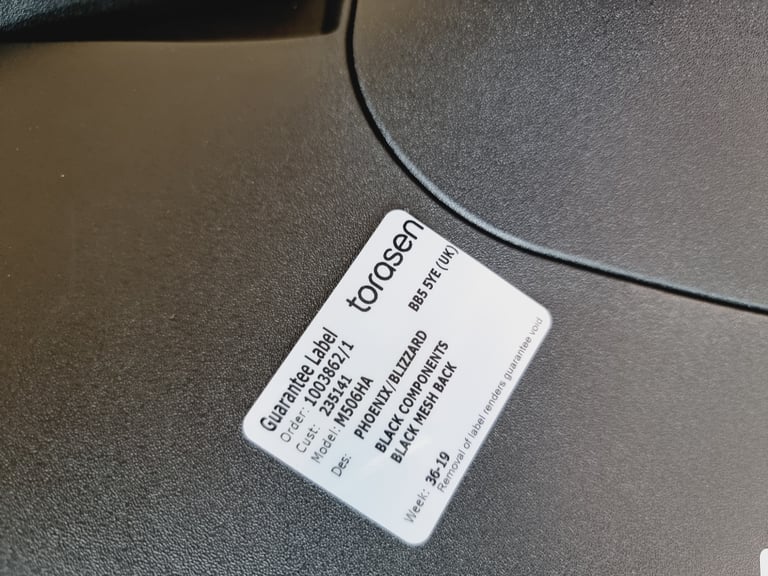 Guarantee Label
torasen
Order: 1003862/1
Cust: 235141
Model: M506HA
BB5 5YE (UK)
Des: PHOENIX/BLIZZARD
BLACK COMPONENTS
BLACK MESH BACK
Week: 36-19
Removal of label renders guarantee void